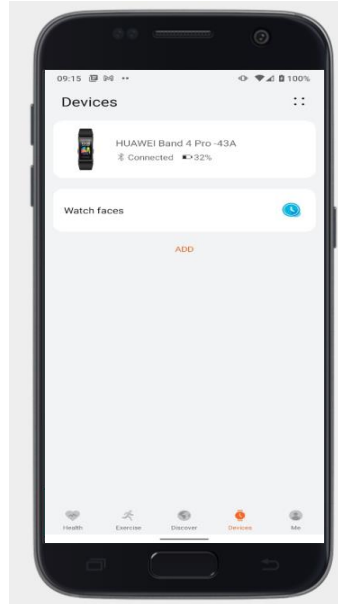 09:15 100%
Devices
HUAWEI Band 4 Pro -43A
Connected 32%
Watch faces
ADD
Health Exercise Discover Devices Me